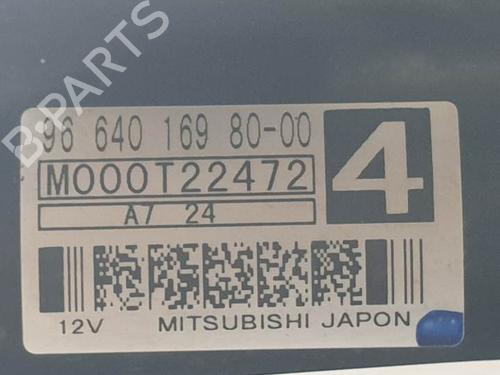 B-PARTS
96 640 169 80-00
M000T22472
4
A7 24
12V MITSUBISHI JAPON